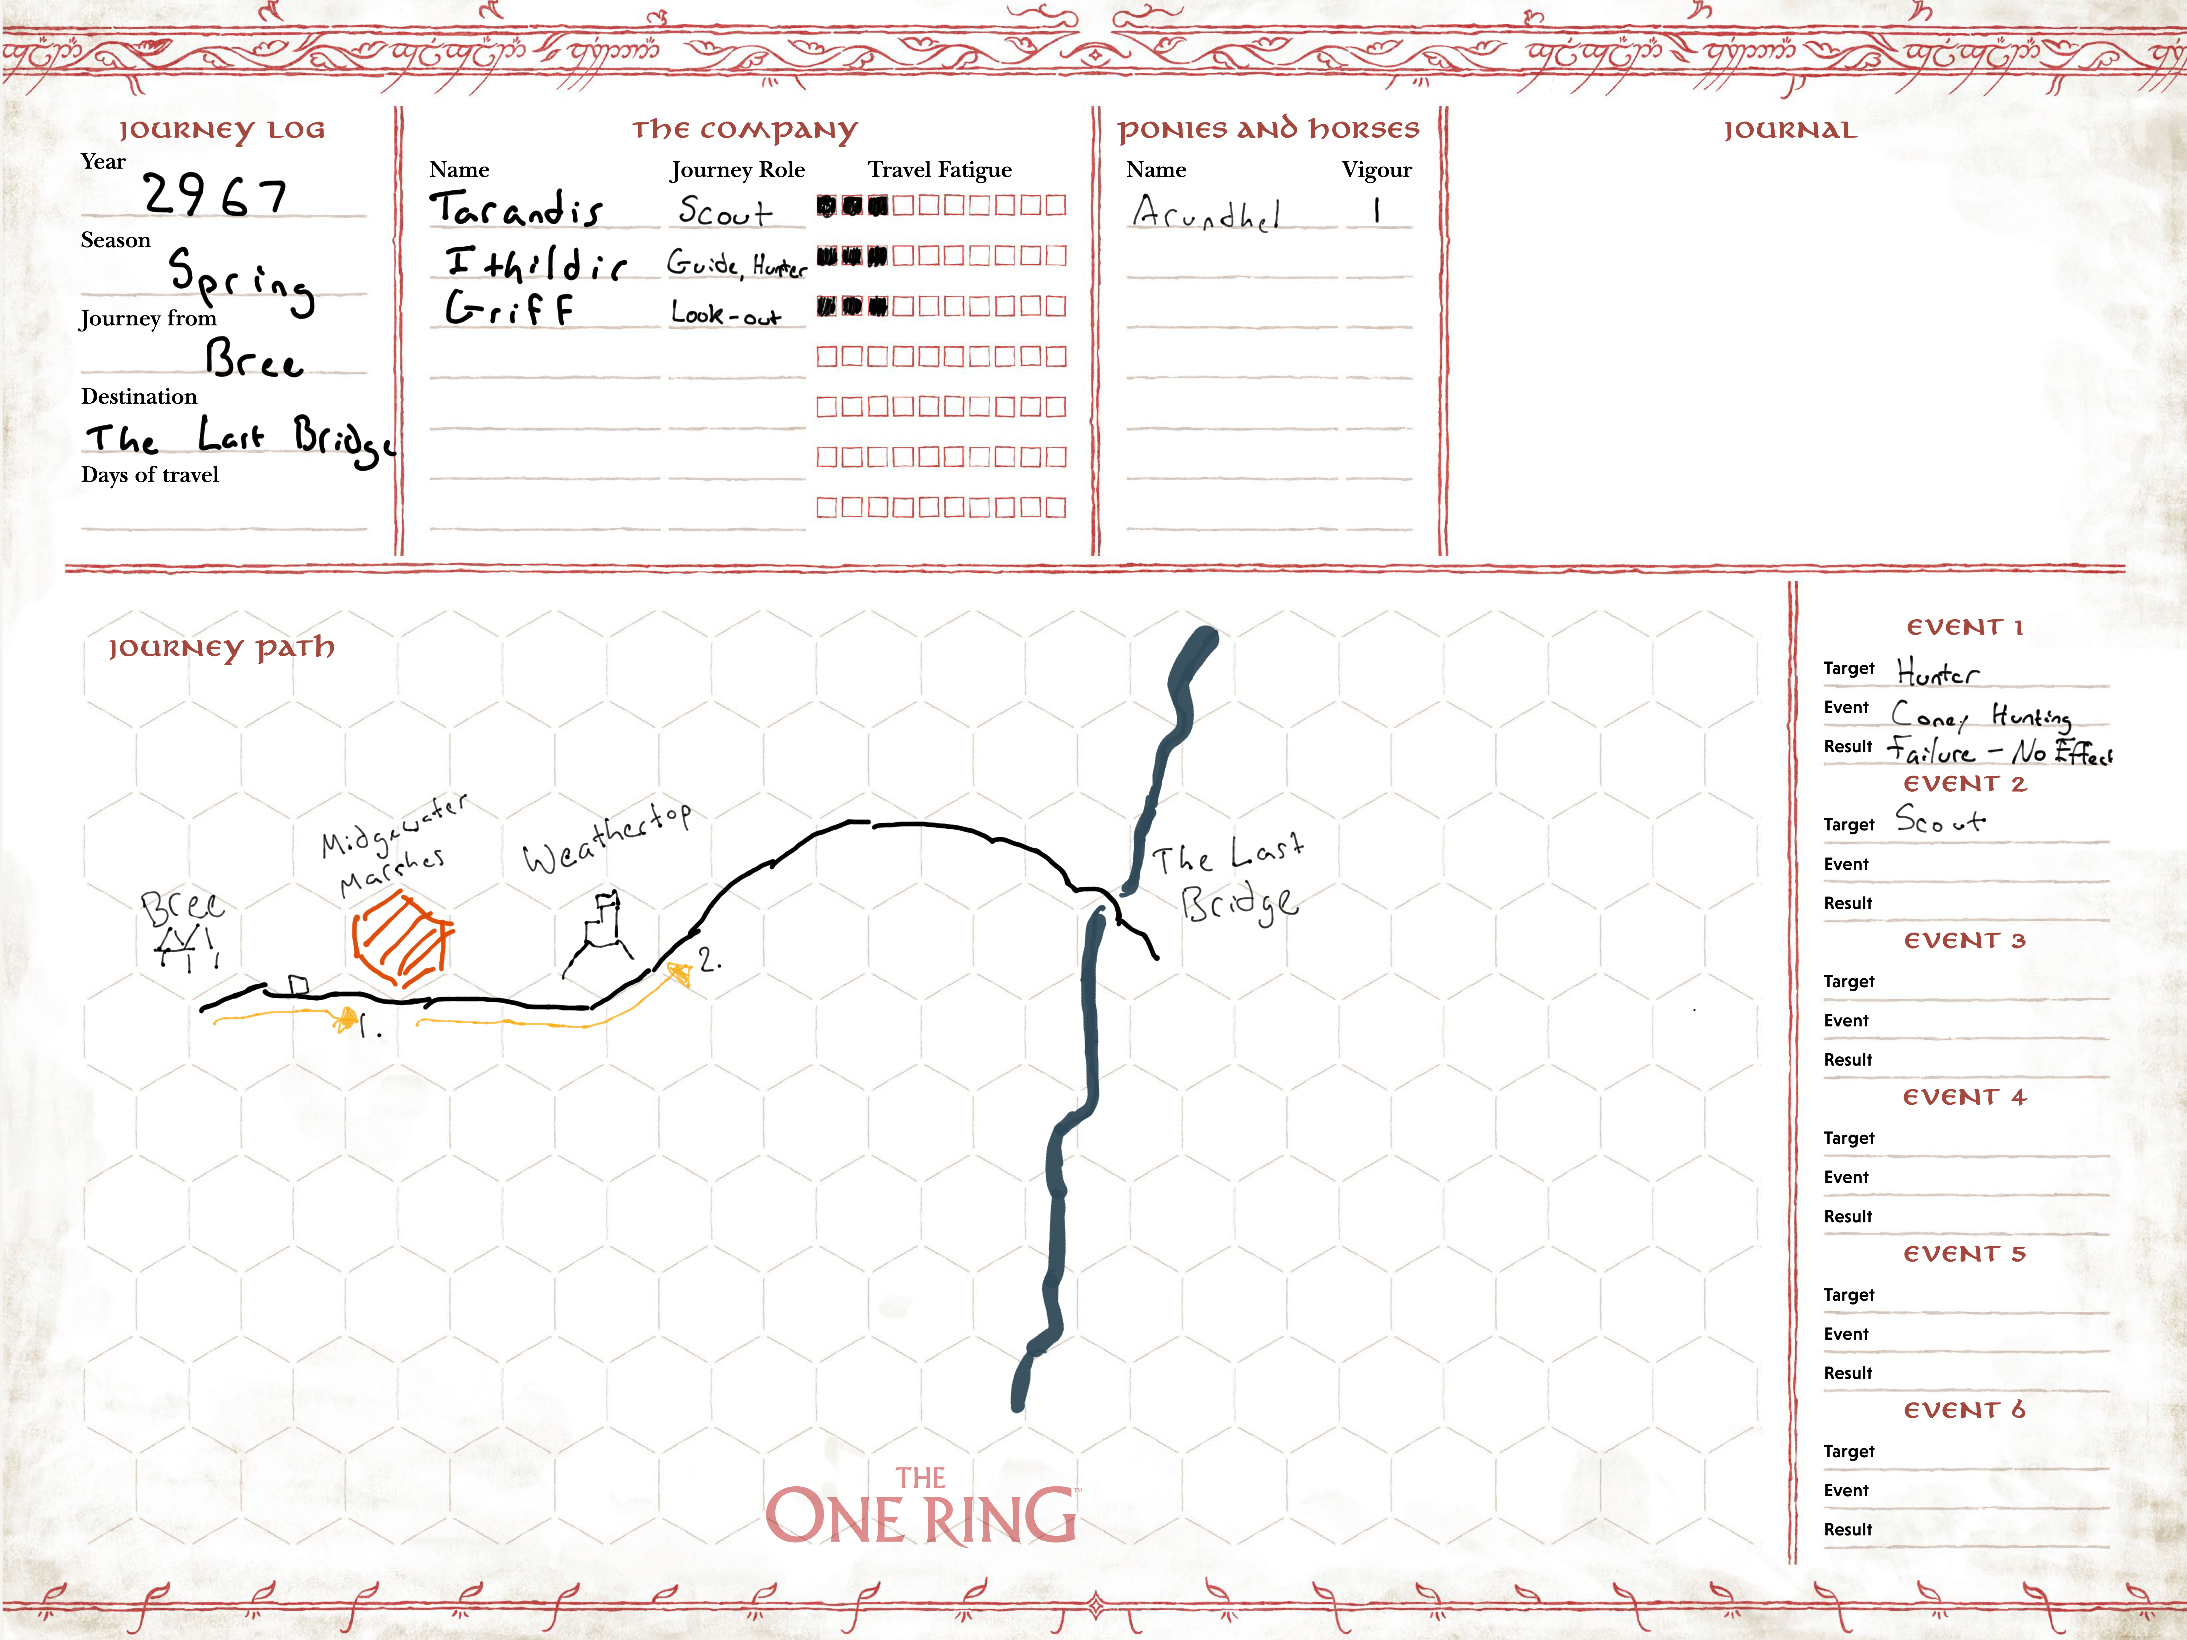 JOURNEY LOG
Year
2967
Season
Spring
Journey from
Bree
Destination
The Last Bridge
Days of travel
THE COMPANY
Name Journey Role Travel Fatigue
Tarandis Scout
Ithildir Guide, Hunter
Griff Look-out
PONIES AND HORSES
Name Vigour
Arundhel 1
JOURNAL
JOURNEY PATH
Midgewater
Marshes
Weathertop
Bree
The Last
Bridge
1.
2.
THE
ONE RING™
EVENT 1
Target Hunter
Event Coney Hunting
Result Failure - No Effect
EVENT 2
Target Scout
Event
Result
EVENT 3
Target
Event
Result
EVENT 4
Target
Event
Result
EVENT 5
Target
Event
Result
EVENT 6
Target
Event
Result